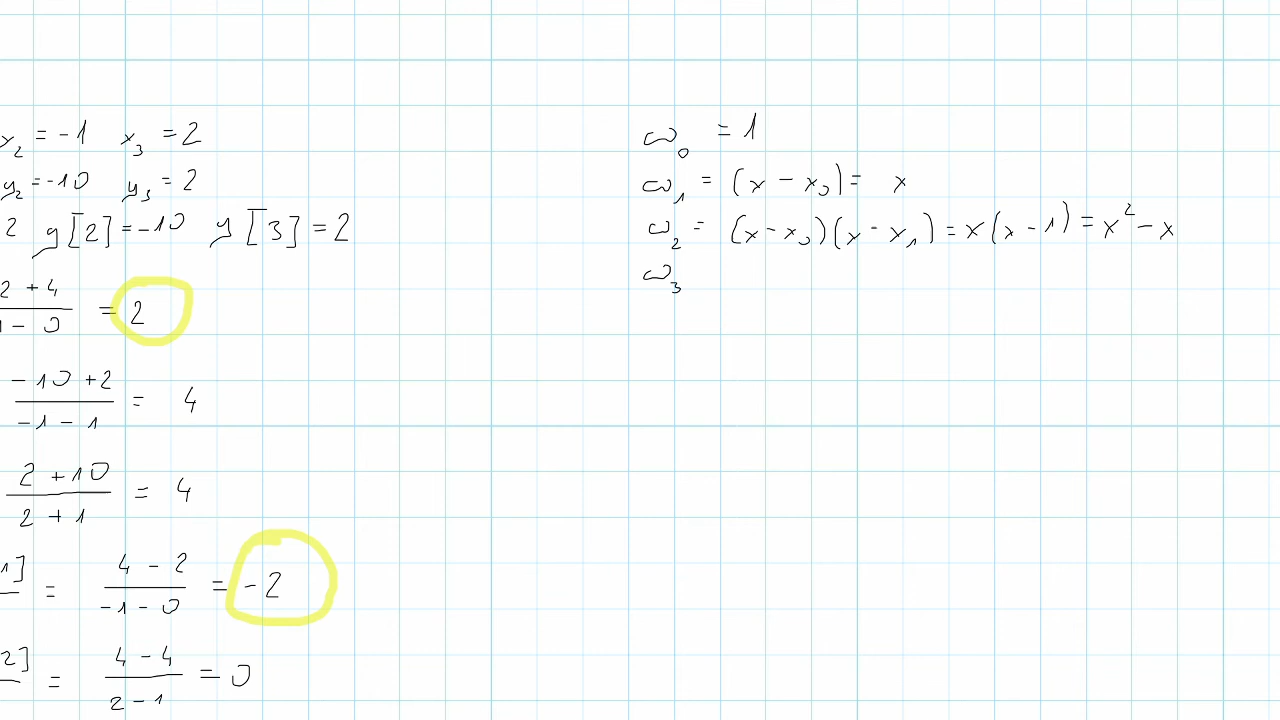 x₂ = -1 x₃ = 2
y₂ = -10 y₃ = 2
2 y[2] = -10 y[3] = 2
2 + 4
1 - 0 = 2
-10 + 2
-1 - 1 = 4
2 + 10
2 + 1 = 4
1] = 4 - 2
-1 - 0 = -2
2] = 4 - 4
2 - 1 = 0
ω₀ = 1
ω₁ = (x - x₀) = x
ω₂ = (x - x₀)(x - x₁) = x(x - 1) = x² - x
ω₃